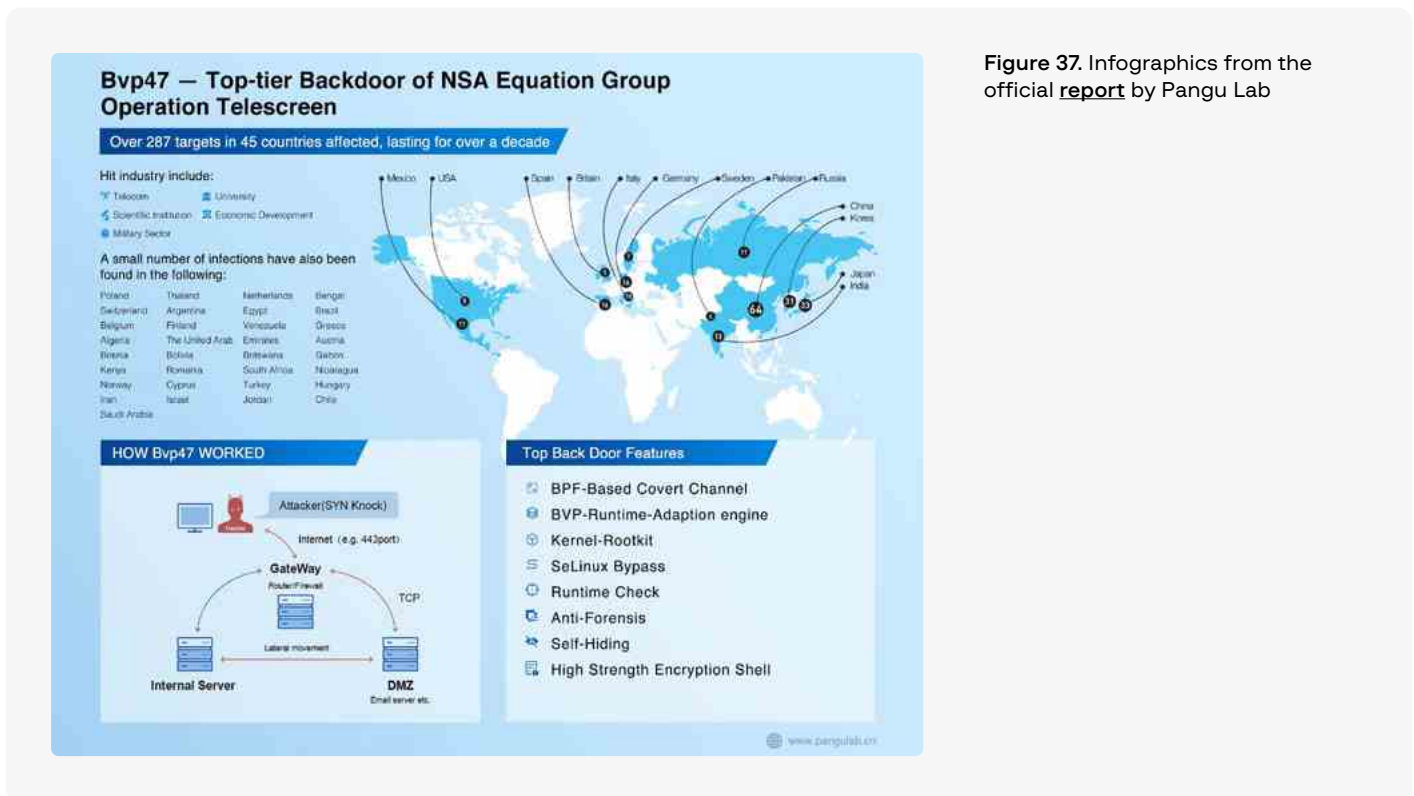 Bvp47 — Top-tier Backdoor of NSA Equation Group
Operation Telescreen
Over 287 targets in 45 countries affected, lasting for over a decade
Hit industry include:
Telecom University
Scientific Institution Economic Development
Military Sector
A small number of infections have also been
found in the following:
Poland Thailand Netherlands Bengal
Switzerland Argentina Egypt Brazil
Belgium Finland Venezuela Greece
Algeria The United Arab Emirates Austria
Bosnia Bolivia Botswana Gabon
Kenya Romania South Africa Nicaragua
Norway Cyprus Turkey Hungary
Iran Israel Jordan Chile
Saudi Arabia
Mexico USA Spain Britain Italy Germany Sweden Pakistan Russia
China
Korea
Japan
India
11
64
HOW Bvp47 WORKED
Attacker(SYN Knock)
Internet (e.g. 443port)
GateWay
Router/Firewall
TCP
Lateral movement
Internal Server
DMZ
Email server etc.
Top Back Door Features
BPF-Based Covert Channel
BVP-Runtime-Adaption engine
Kernel-Rootkit
SeLinux Bypass
Runtime Check
Anti-Forensis
Self-Hiding
High Strength Encryption Shell
www.pangulab.cn
Figure 37. Infographics from the
official report by Pangu Lab